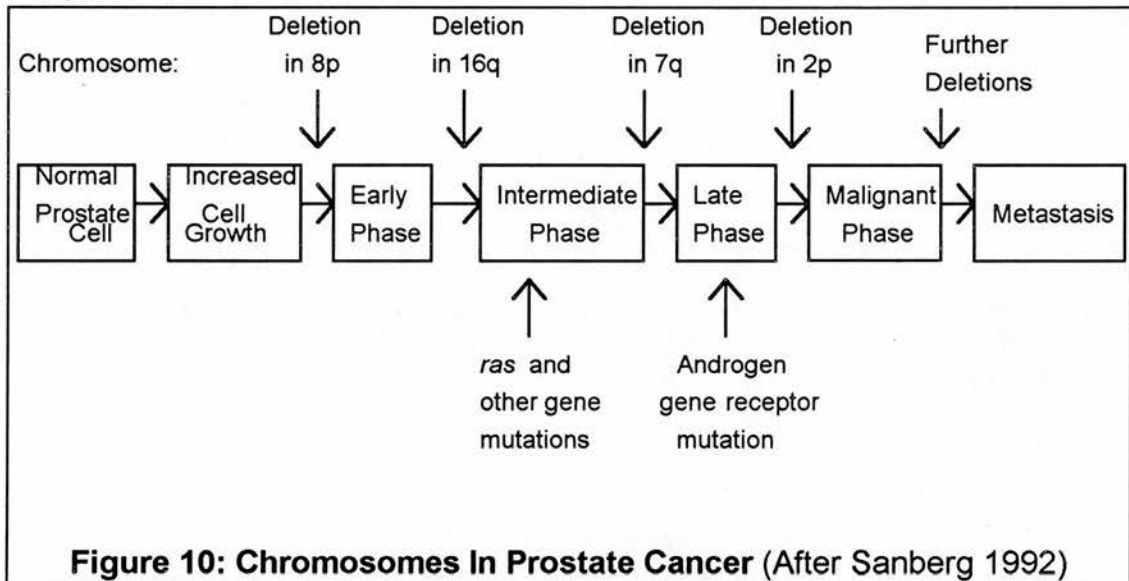 Chromosome:
Deletion
in 8p
Deletion
in 16q
Deletion
in 7q
Deletion
in 2p
Further
Deletions
Normal
Prostate
Cell
Increased
Cell
Growth
Early
Phase
Intermediate
Phase
Late
Phase
Malignant
Phase
Metastasis
ras and
other gene
mutations
Androgen
gene receptor
mutation
Figure 10: Chromosomes In Prostate Cancer (After Sanberg 1992)